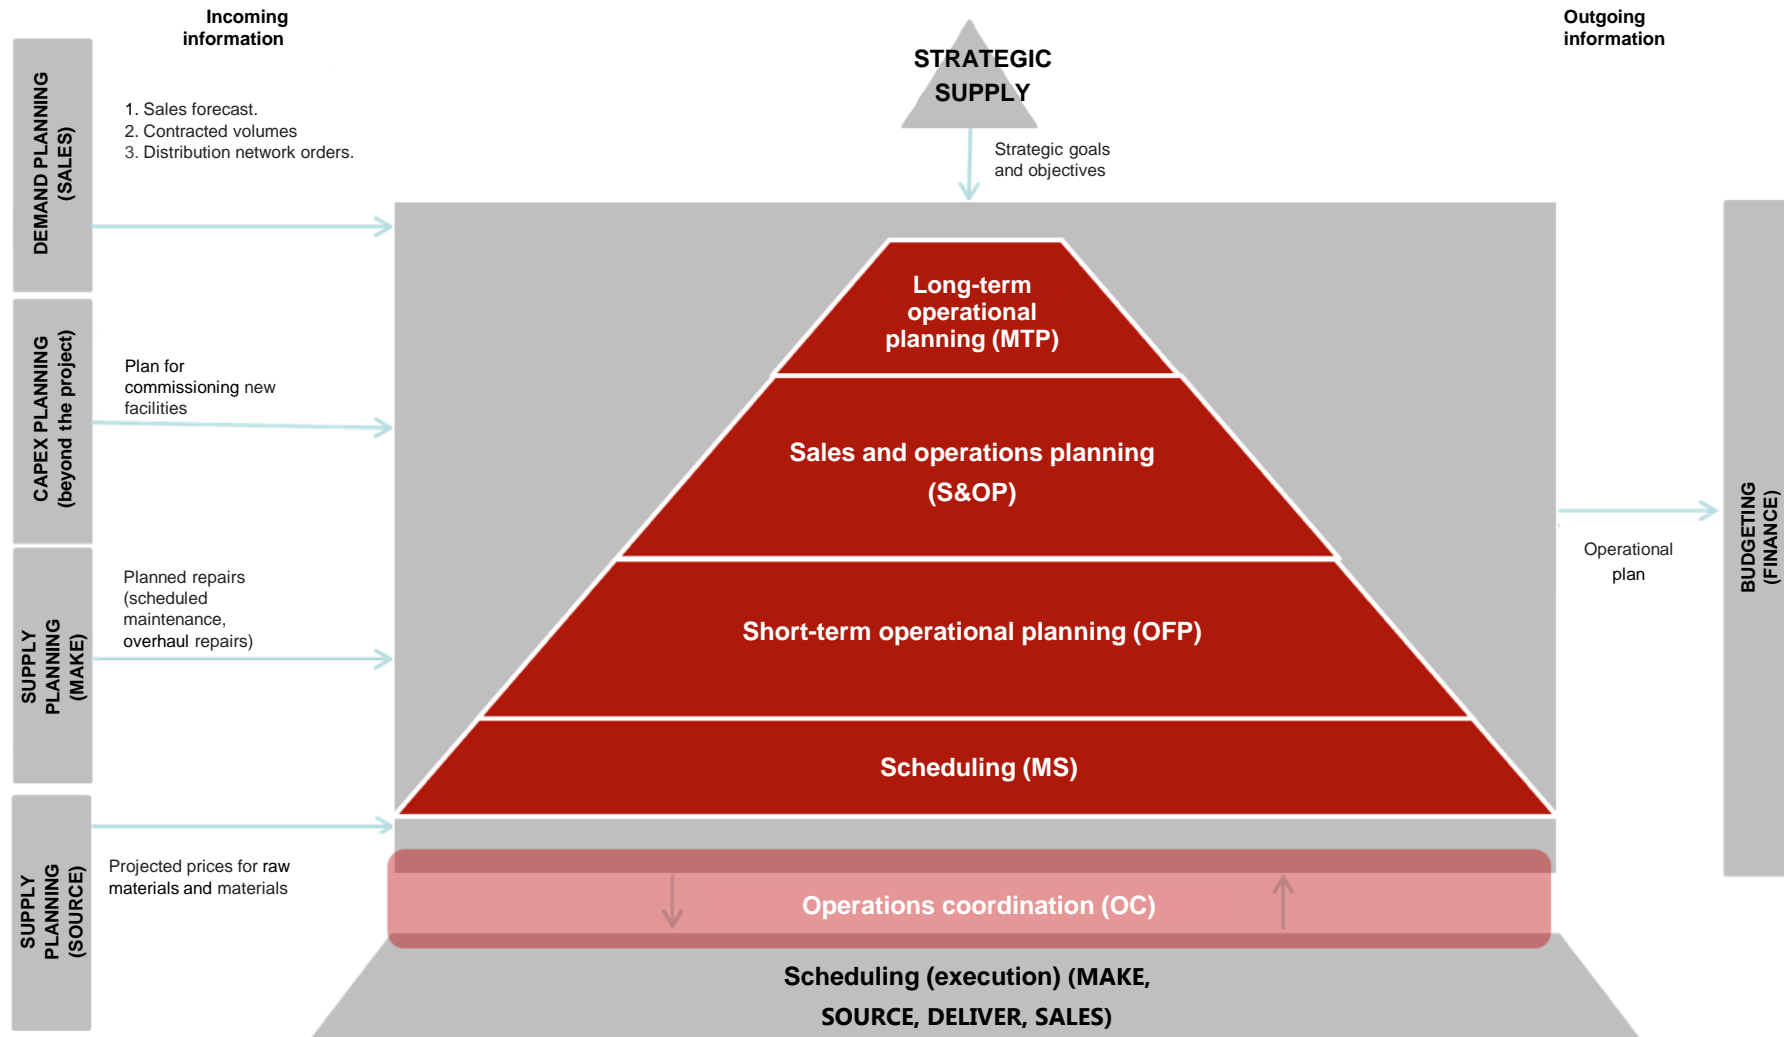 Incoming
information
Outgoing
information
STRATEGIC
SUPPLY
Strategic goals
and objectives
DEMAND PLANNING
(SALES)
1. Sales forecast.
2. Contracted volumes
3. Distribution network orders.
CAPEX PLANNING
(beyond the project)
Plan for
commissioning new
facilities
SUPPLY
PLANNING
(MAKE)
Planned repairs
(scheduled
maintenance,
overhaul repairs)
SUPPLY
PLANNING
(SOURCE)
Projected prices for raw
materials and materials
Long-term
operational
planning (MTP)
Sales and operations planning
(S&OP)
Short-term operational planning (OFP)
Scheduling (MS)
Operations coordination (OC)
Scheduling (execution) (MAKE,
SOURCE, DELIVER, SALES)
Operational
plan
BUDGETING
(FINANCE)